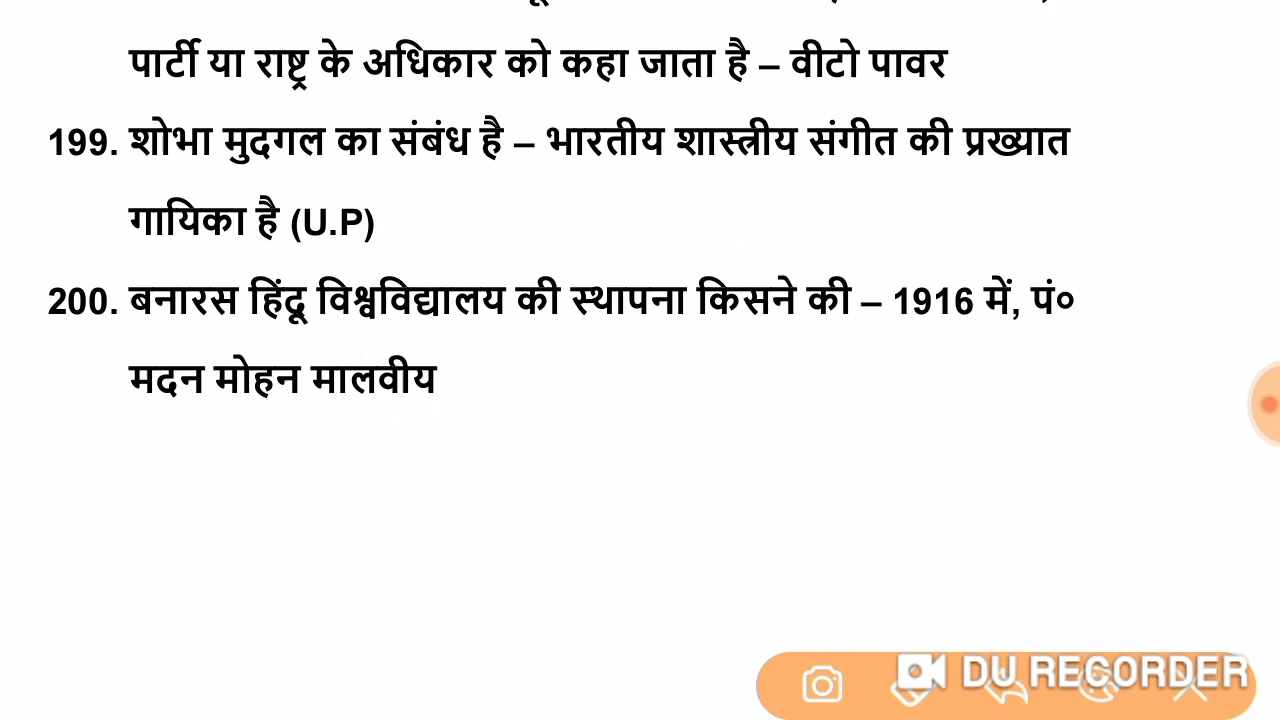 पार्टी या राष्ट्र के अधिकार को कहा जाता है – वीटो पावर
199. शोभा मुदगल का संबंध है – भारतीय शास्त्रीय संगीत की प्रख्यात
गायिका है (U.P)
200. बनारस हिंदू विश्वविद्यालय की स्थापना किसने की – 1916 में, पं०
मदन मोहन मालवीय
DU RECORDER